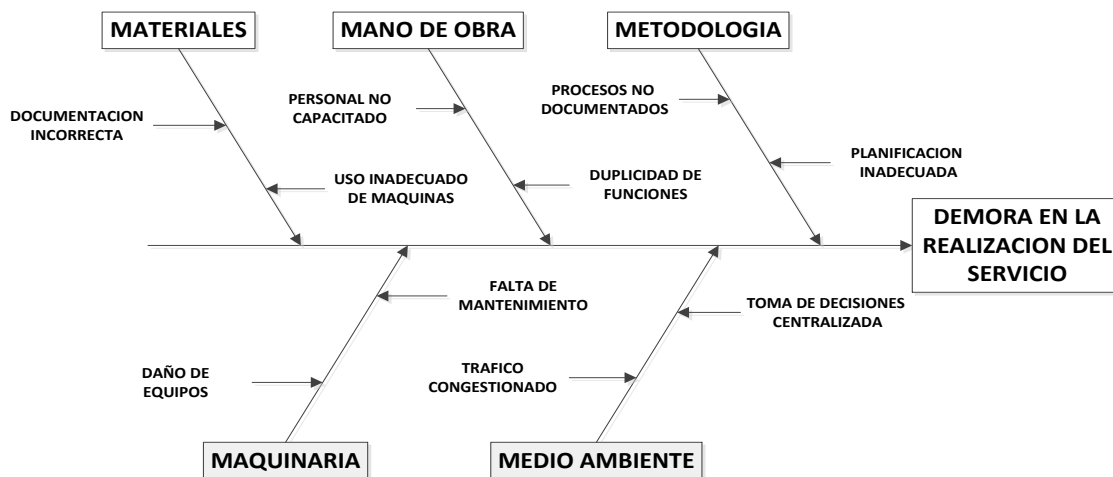 MATERIALES
MANO DE OBRA
METODOLOGIA
DOCUMENTACION
INCORRECTA
USO INADECUADO
DE MAQUINAS
PERSONAL NO
CAPACITADO
DUPLICIDAD DE
FUNCIONES
PROCESOS NO
DOCUMENTADOS
PLANIFICACION
INADECUADA
DEMORA EN LA
REALIZACION DEL
SERVICIO
FALTA DE
MANTENIMIENTO
DAÑO DE
EQUIPOS
TOMA DE DECISIONES
CENTRALIZADA
TRAFICO
CONGESTIONADO
MAQUINARIA
MEDIO AMBIENTE